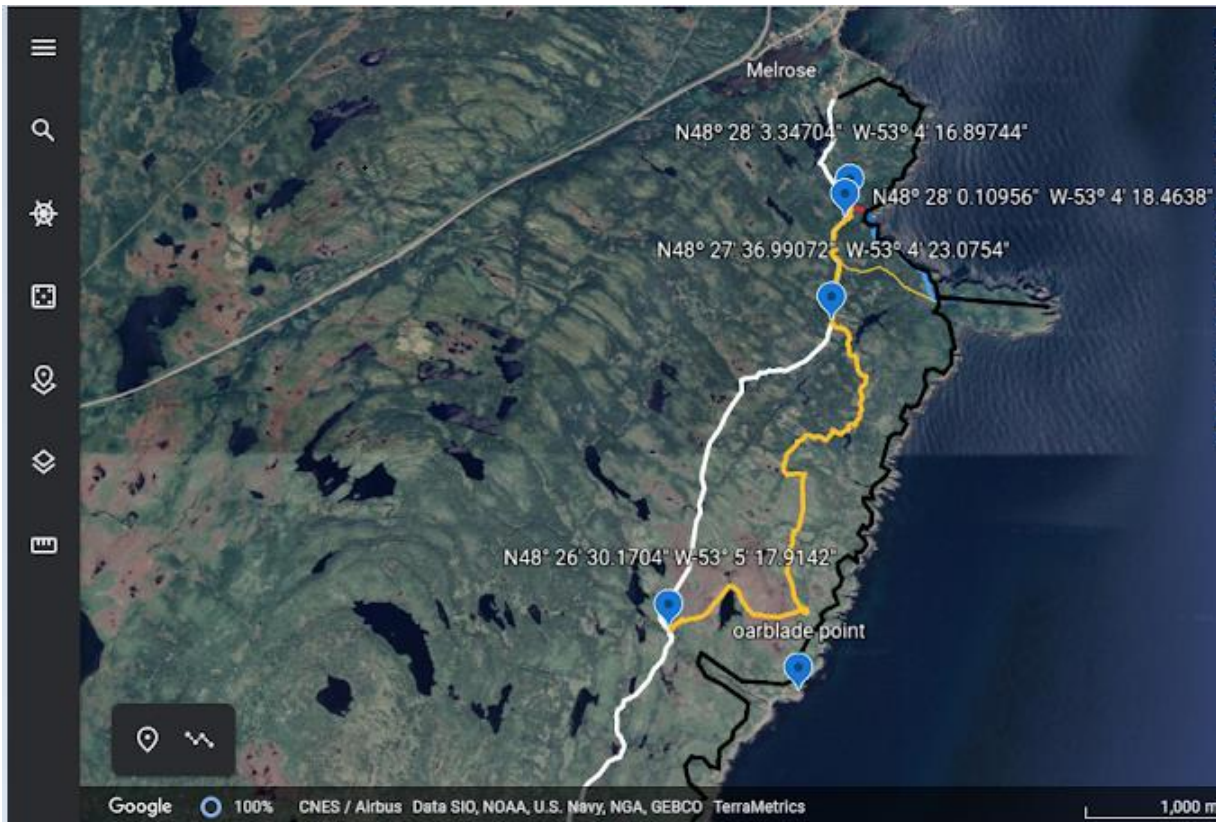 Melrose
N48° 28' 3.34704" W-53° 4' 16.89744"
N48° 28' 0.10956" W-53° 4' 18.4638"
N48° 27' 36.99072" W-53° 4' 23.0754"
N48° 26' 30.1704" W-53° 5' 17.9142"
oarblade point
Google 100% CNES / Airbus Data SIO, NOAA, U.S. Navy, NGA, GEBCO TerraMetrics 1,000 m